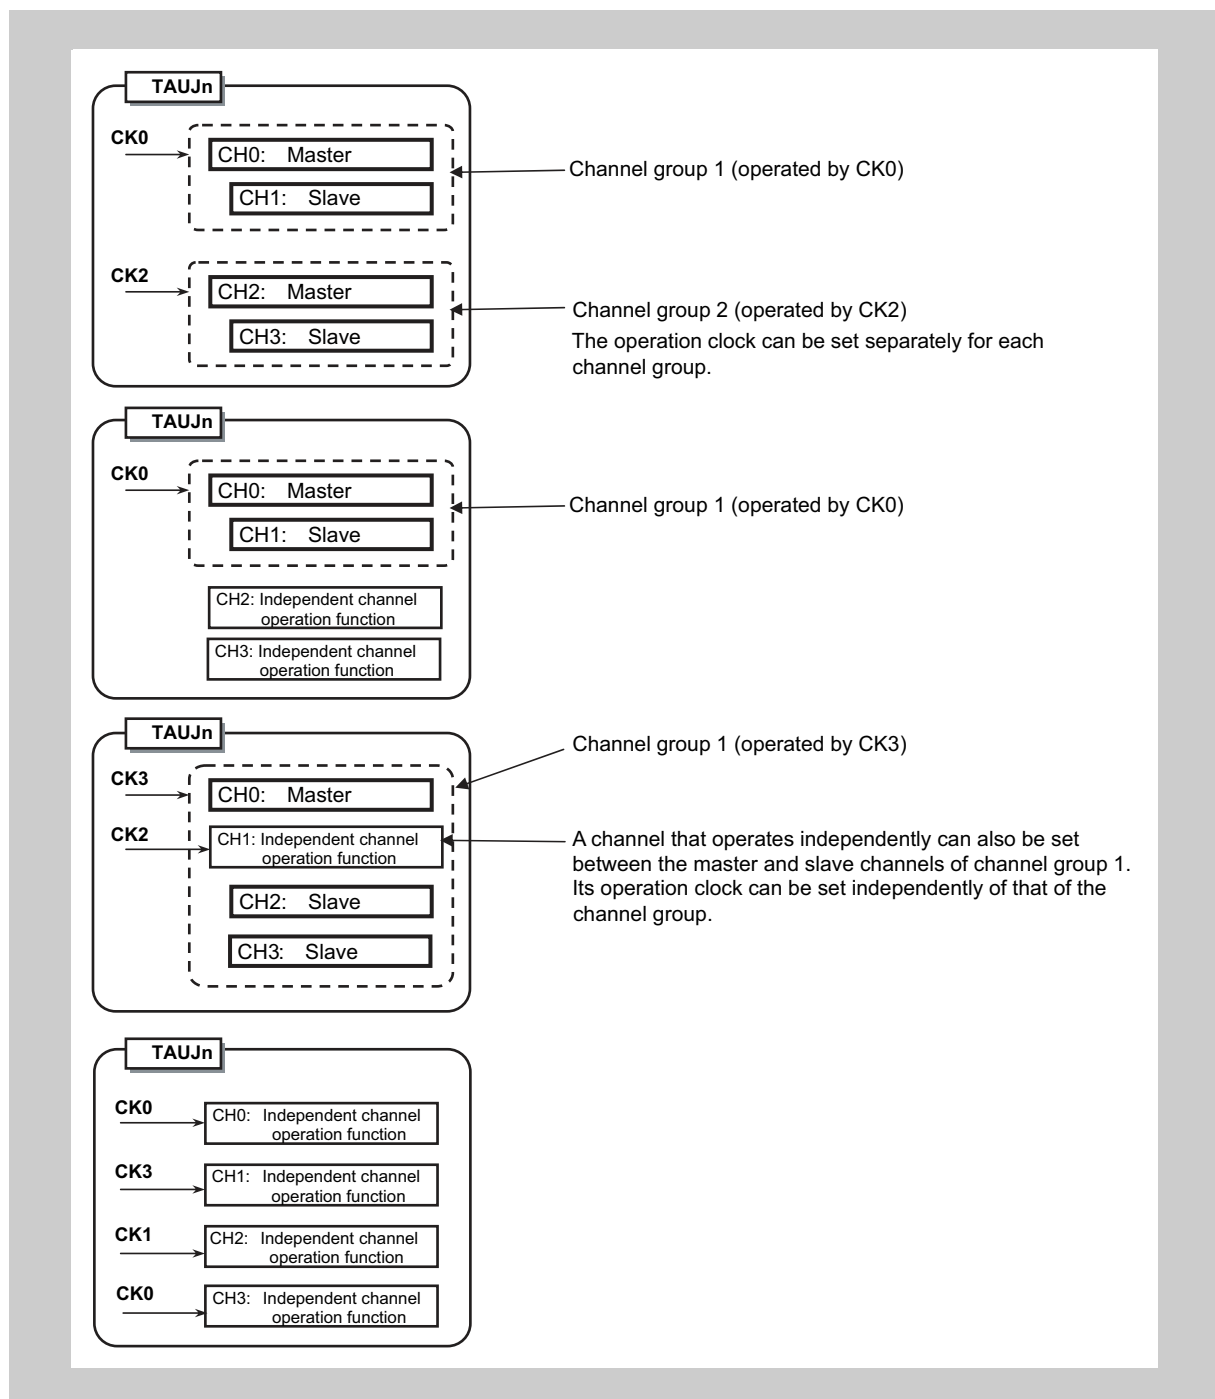 TAUJn
CK0
CH0: Master
CH1: Slave
Channel group 1 (operated by CK0)
CK2
CH2: Master
CH3: Slave
Channel group 2 (operated by CK2)
The operation clock can be set separately for each
channel group.
TAUJn
CK0
CH0: Master
CH1: Slave
Channel group 1 (operated by CK0)
CH2: Independent channel
operation function)
CH3: Independent channel
operation function)
TAUJn
Channel group 1 (operated by CK3)
CK3
CH0: Master
CK2
CH1: Independent channel
operation function)
A channel that operates independently can also be set
between the master and slave channels of channel group 1.
Its operation clock can be set independently of that of the
channel group.
CH2: Slave
CH3: Slave
TAUJn
CK0
CH0: Independent channel
operation function)
CK3
CH1: Independent channel
operation function)
CK1
CH2: Independent channel
operation function)
CK0
CH3: Independent channel
operation function)